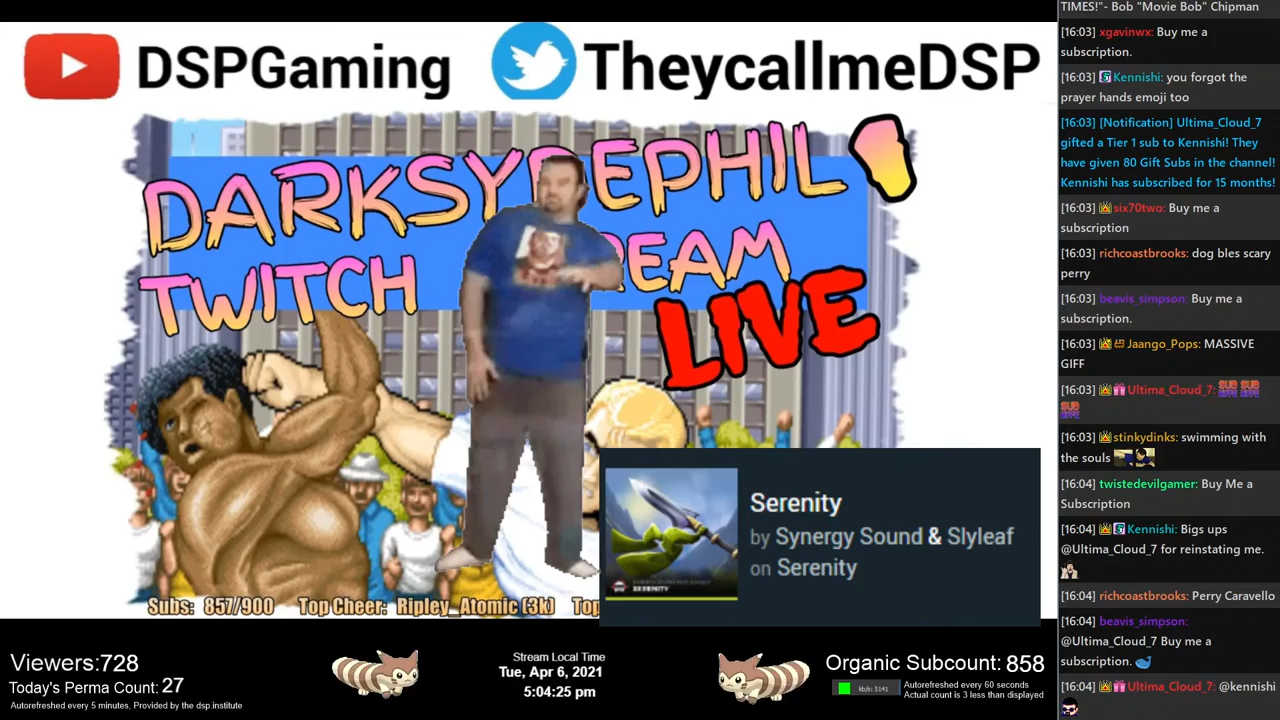 DSPGaming
TheycallmeDSP
DARKSYDEPHIL
TWITCH
LIVE
Serenity
by Synergy Sound & Slyleaf
on Serenity
SERENITY
Subs: 857/900 Top Cheer: Ripley_Atomic (3k) Top
Viewers:728
Today's Perma Count: 27
Autorefreshed every 5 minutes, Provided by the dsp.institute
Stream Local Time
Tue, Apr 6, 2021
5:04:25 pm
Organic Subcount: 858
kb/s: 5141
Autorefreshed every 60 seconds
Actual count is 3 less than displayed
TIMES!"- Bob "Movie Bob" Chipman
[16:03] xgavinwx: Buy me a
subscription.
[16:03] Kennishi: you forgot the
prayer hands emoji too
[16:03] [Notification] Ultima_Cloud_7
gifted a Tier 1 sub to Kennishi! They
have given 80 Gift Subs in the channel!
Kennishi has subscribed for 15 months!
[16:03] six70two: Buy me a
subscription
[16:03] richcoastbrooks: dog bles scary
perry
[16:03] beavis_simpson: Buy me a
subscription.
[16:03] Jaango_Pops: MASSIVE
GIFF
[16:03] Ultima_Cloud_7:
[16:03] stinkydinks: swimming with
the souls
[16:04] twistedevilgamer: Buy Me a
Subscription
[16:04] Kennishi: Bigs ups
@Ultima_Cloud_7 for reinstating me.
[16:04] richcoastbrooks: Perry Caravello
[16:04] beavis_simpson:
@Ultima_Cloud_7 Buy me a
subscription.
[16:04] Ultima_Cloud_7: @kennishi